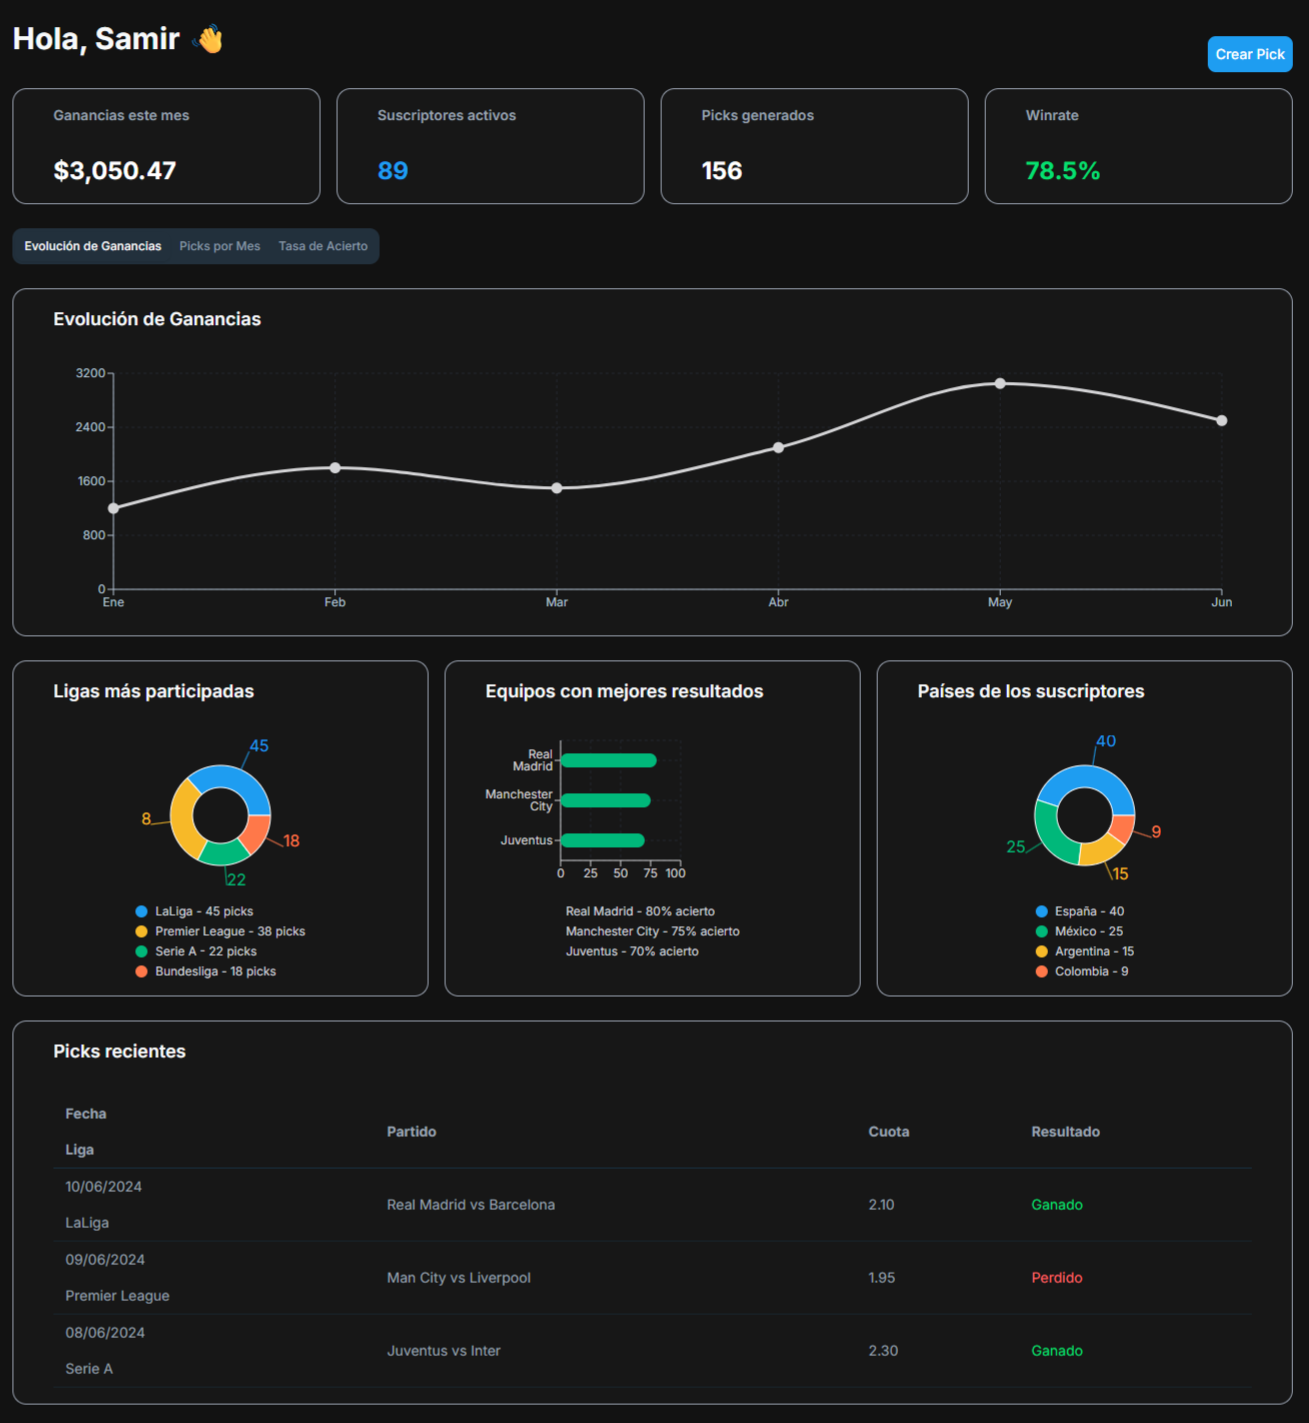 Hola, Samir 👋
Crear Pick
Ganancias este mes
$3,050.47
Suscriptores activos
89
Picks generados
156
Winrate
78.5%
Evolución de Ganancias Picks por Mes Tasa de Acierto
Evolución de Ganancias
3200
2400
1600
800
0
Ene Feb Mar Abr May Jun
Ligas más participadas
45
8
18
22
LaLiga - 45 picks
Premier League - 38 picks
Serie A - 22 picks
Bundesliga - 18 picks
Equipos con mejores resultados
Real
Madrid
Manchester
City
Juventus
0 25 50 75 100
Real Madrid - 80% acierto
Manchester City - 75% acierto
Juventus - 70% acierto
Países de los suscriptores
40
9
25
15
España - 40
México - 25
Argentina - 15
Colombia - 9
Picks recientes
Fecha
Liga
Partido
Cuota
Resultado
10/06/2024
LaLiga
Real Madrid vs Barcelona
2.10
Ganado
09/06/2024
Premier League
Man City vs Liverpool
1.95
Perdido
08/06/2024
Serie A
Juventus vs Inter
2.30
Ganado